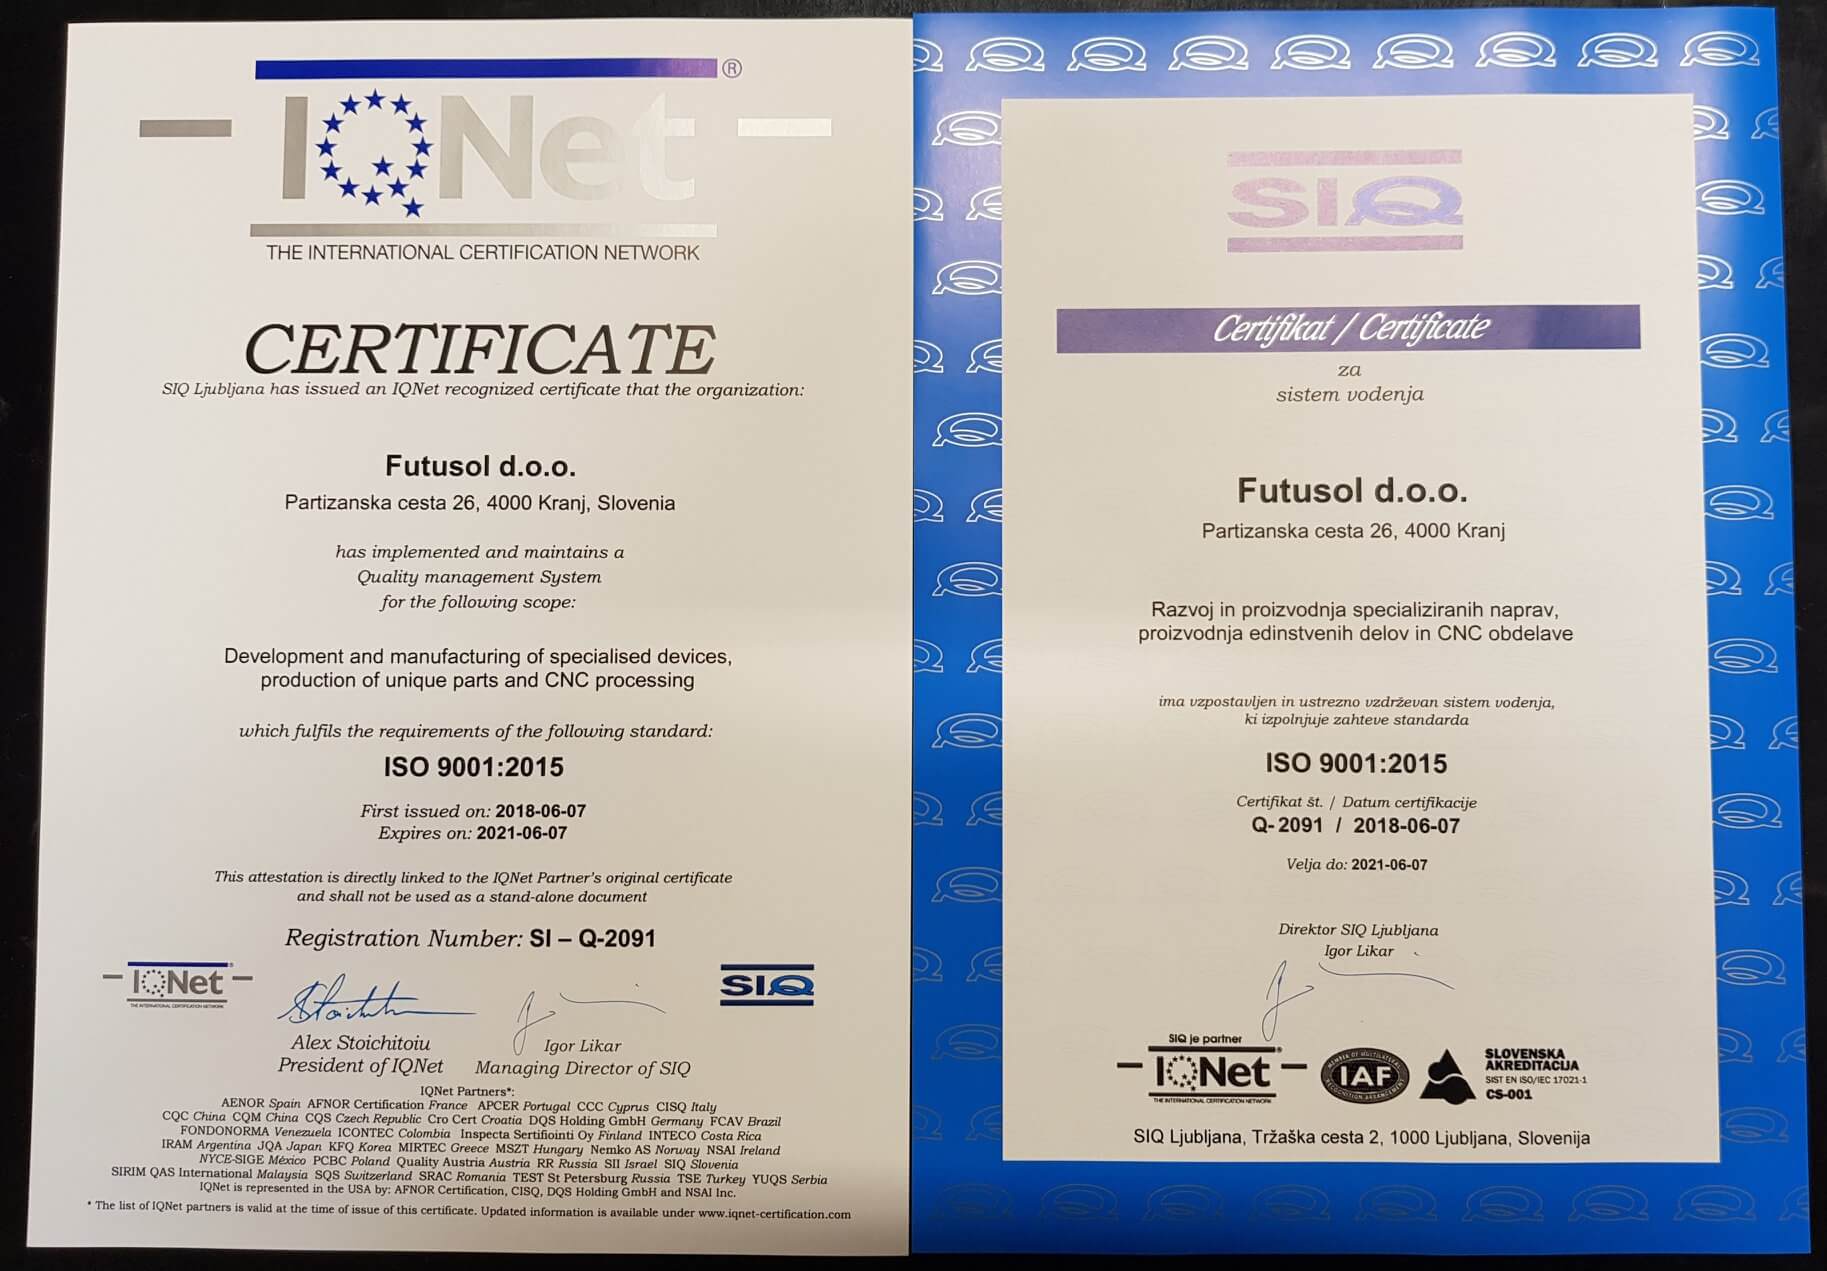 IQNet®
THE INTERNATIONAL CERTIFICATION NETWORK
CERTIFICATE
SIQ Ljubljana has issued an IQNet recognized certificate that the organization:
Futusol d.o.o.
Partizanska cesta 26, 4000 Kranj, Slovenia
has implemented and maintains a
Quality management System
for the following scope:
Development and manufacturing of specialised devices,
production of unique parts and CNC processing
which fulfils the requirements of the following standard:
ISO 9001:2015
First issued on: 2018-06-07
Expires on: 2021-06-07
This attestation is directly linked to the IQNet Partner's original certificate
and shall not be used as a stand-alone document
Registration Number: SI – Q-2091
IQNet®
THE INTERNATIONAL CERTIFICATION NETWORK
SIQ
Alex Stoichitoiu
President of IQNet
Igor Likar
Managing Director of SIQ
IQNet Partners*:
AENOR Spain AFNOR Certification France APCER Portugal CCC Cyprus CISQ Italy
CQC China CQM China CQS Czech Republic Cro Cert Croatia DQS Holding GmbH Germany FCAV Brazil
FONDONORMA Venezuela ICONTEC Colombia Inspecta Sertifiointi Oy Finland INTECO Costa Rica
IRAM Argentina JQA Japan KFQ Korea MIRTEC Greece MSZT Hungary Nemko AS Norway NSAI Ireland
NYCE-SIGE México PCBC Poland Quality Austria Austria RR Russia SII Israel SIQ Slovenia
SIRIM QAS International Malaysia SQS Switzerland SRAC Romania TEST St Petersburg Russia TSE Turkey YUQS Serbia
IQNet is represented in the USA by: AFNOR Certification, CISQ, DQS Holding GmbH and NSAI Inc.
* The list of IQNet partners is valid at the time of issue of this certificate. Updated information is available under www.iqnet-certification.com
SIQ
Certifikat / Certificate
za
sistem vodenja
Futusol d.o.o.
Partizanska cesta 26, 4000 Kranj
Razvoj in proizvodnja specializiranih naprav,
proizvodnja edinstvenih delov in CNC obdelave
ima vzpostavljen in ustrezno vzdrževan sistem vodenja,
ki izpolnjuje zahteve standarda
ISO 9001:2015
Certifikat št. / Datum certifikacije
Q-2091 / 2018-06-07
Velja do: 2021-06-07
Direktor SIQ Ljubljana
Igor Likar
SIQ je partner
IQNet®
THE INTERNATIONAL CERTIFICATION NETWORK
MEMBER OF MULTILATERAL
IAF
RECOGNITION ARRANGEMENT
SLOVENSKA
AKREDITACIJA
SIST EN ISO/IEC 17021-1
CS-001
SIQ Ljubljana, Tržaška cesta 2, 1000 Ljubljana, Slovenija